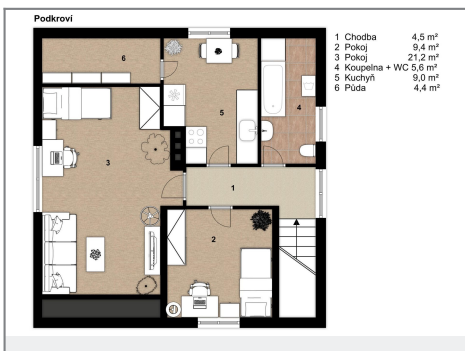 Podkroví
1 Chodba 4,5 m²
2 Pokoj 9,4 m²
3 Pokoj 21,2 m²
4 Koupelna + WC 5,6 m²
5 Kuchyň 9,0 m²
6 Půda 4,4 m²
6
5
4
3
1
2